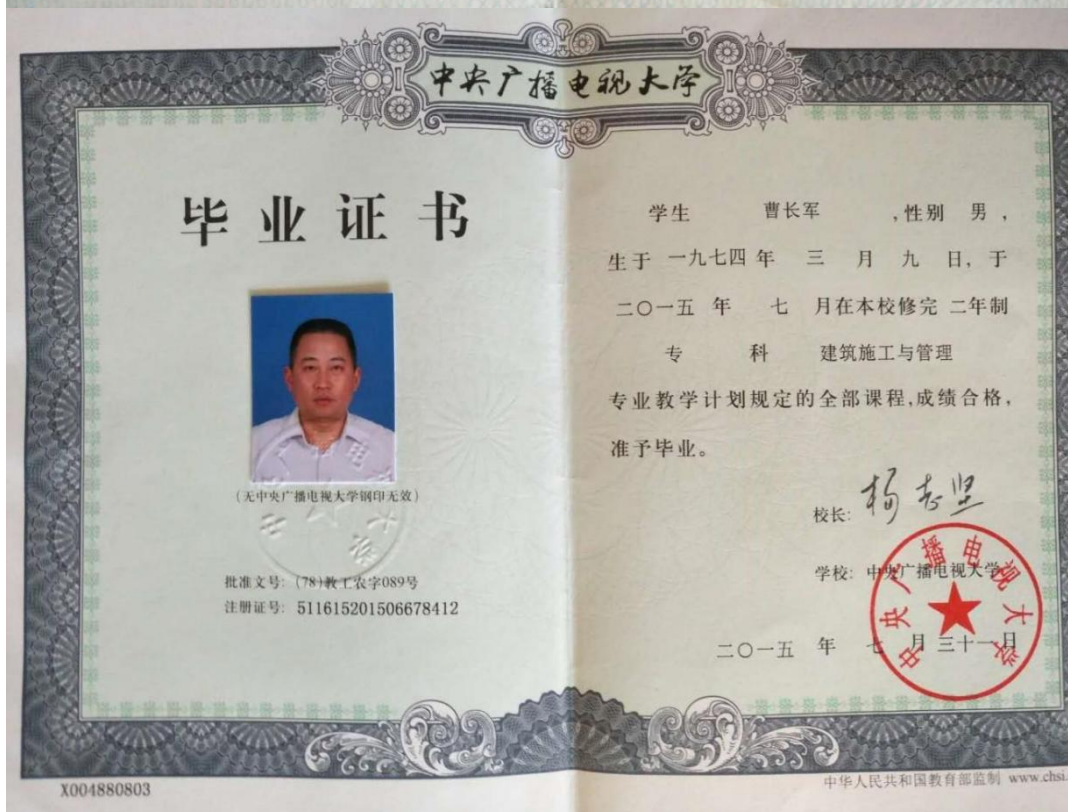 中央广播电视大学
毕业证书
(无中央广播电视大学钢印无效)
批准文号: (78)教工农字089号
注册证号: 511615201506678412
X004880803
学生 曹长军 ,性别 男 ,
生于 一九七四 年 三 月 九 日, 于
二〇一五 年 七 月在本校修完 二年制
专 科 建筑施工与管理
专业教学计划规定的全部课程,成绩合格,
准予毕业。
校长: 杨志坚
学校: 中央广播电视大学
二〇一五 年 七 月 三十一日
中央广播电视大学
中华人民共和国教育部监制 www.chsi.